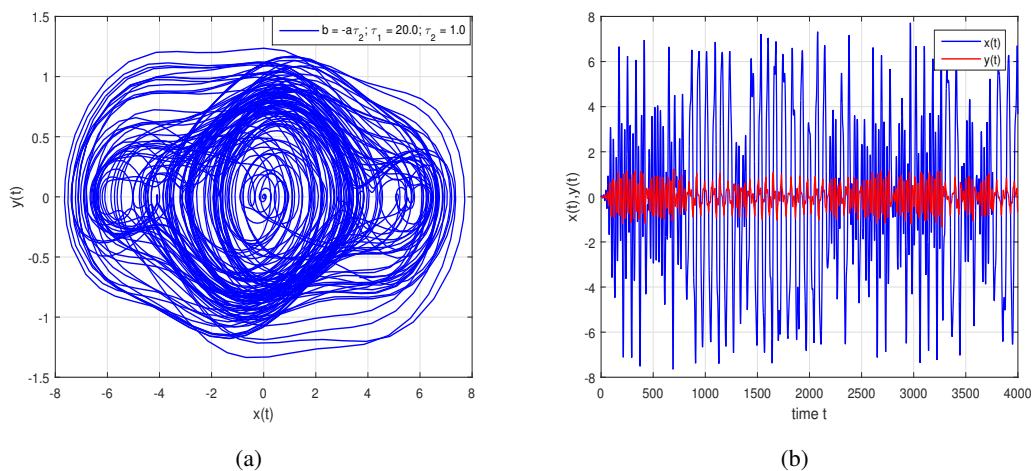 b = -aτ₂; τ₁ = 20.0; τ₂ = 1.0
1.5
1
0.5
0
-0.5
-1
-1.5
y(t)
-8 -6 -4 -2 0 2 4 6 8
x(t)
(a)
x(t)
y(t)
8
6
4
2
0
-2
-4
-6
-8
x(t),y(t)
0 500 1000 1500 2000 2500 3000 3500 4000
time t
(b)